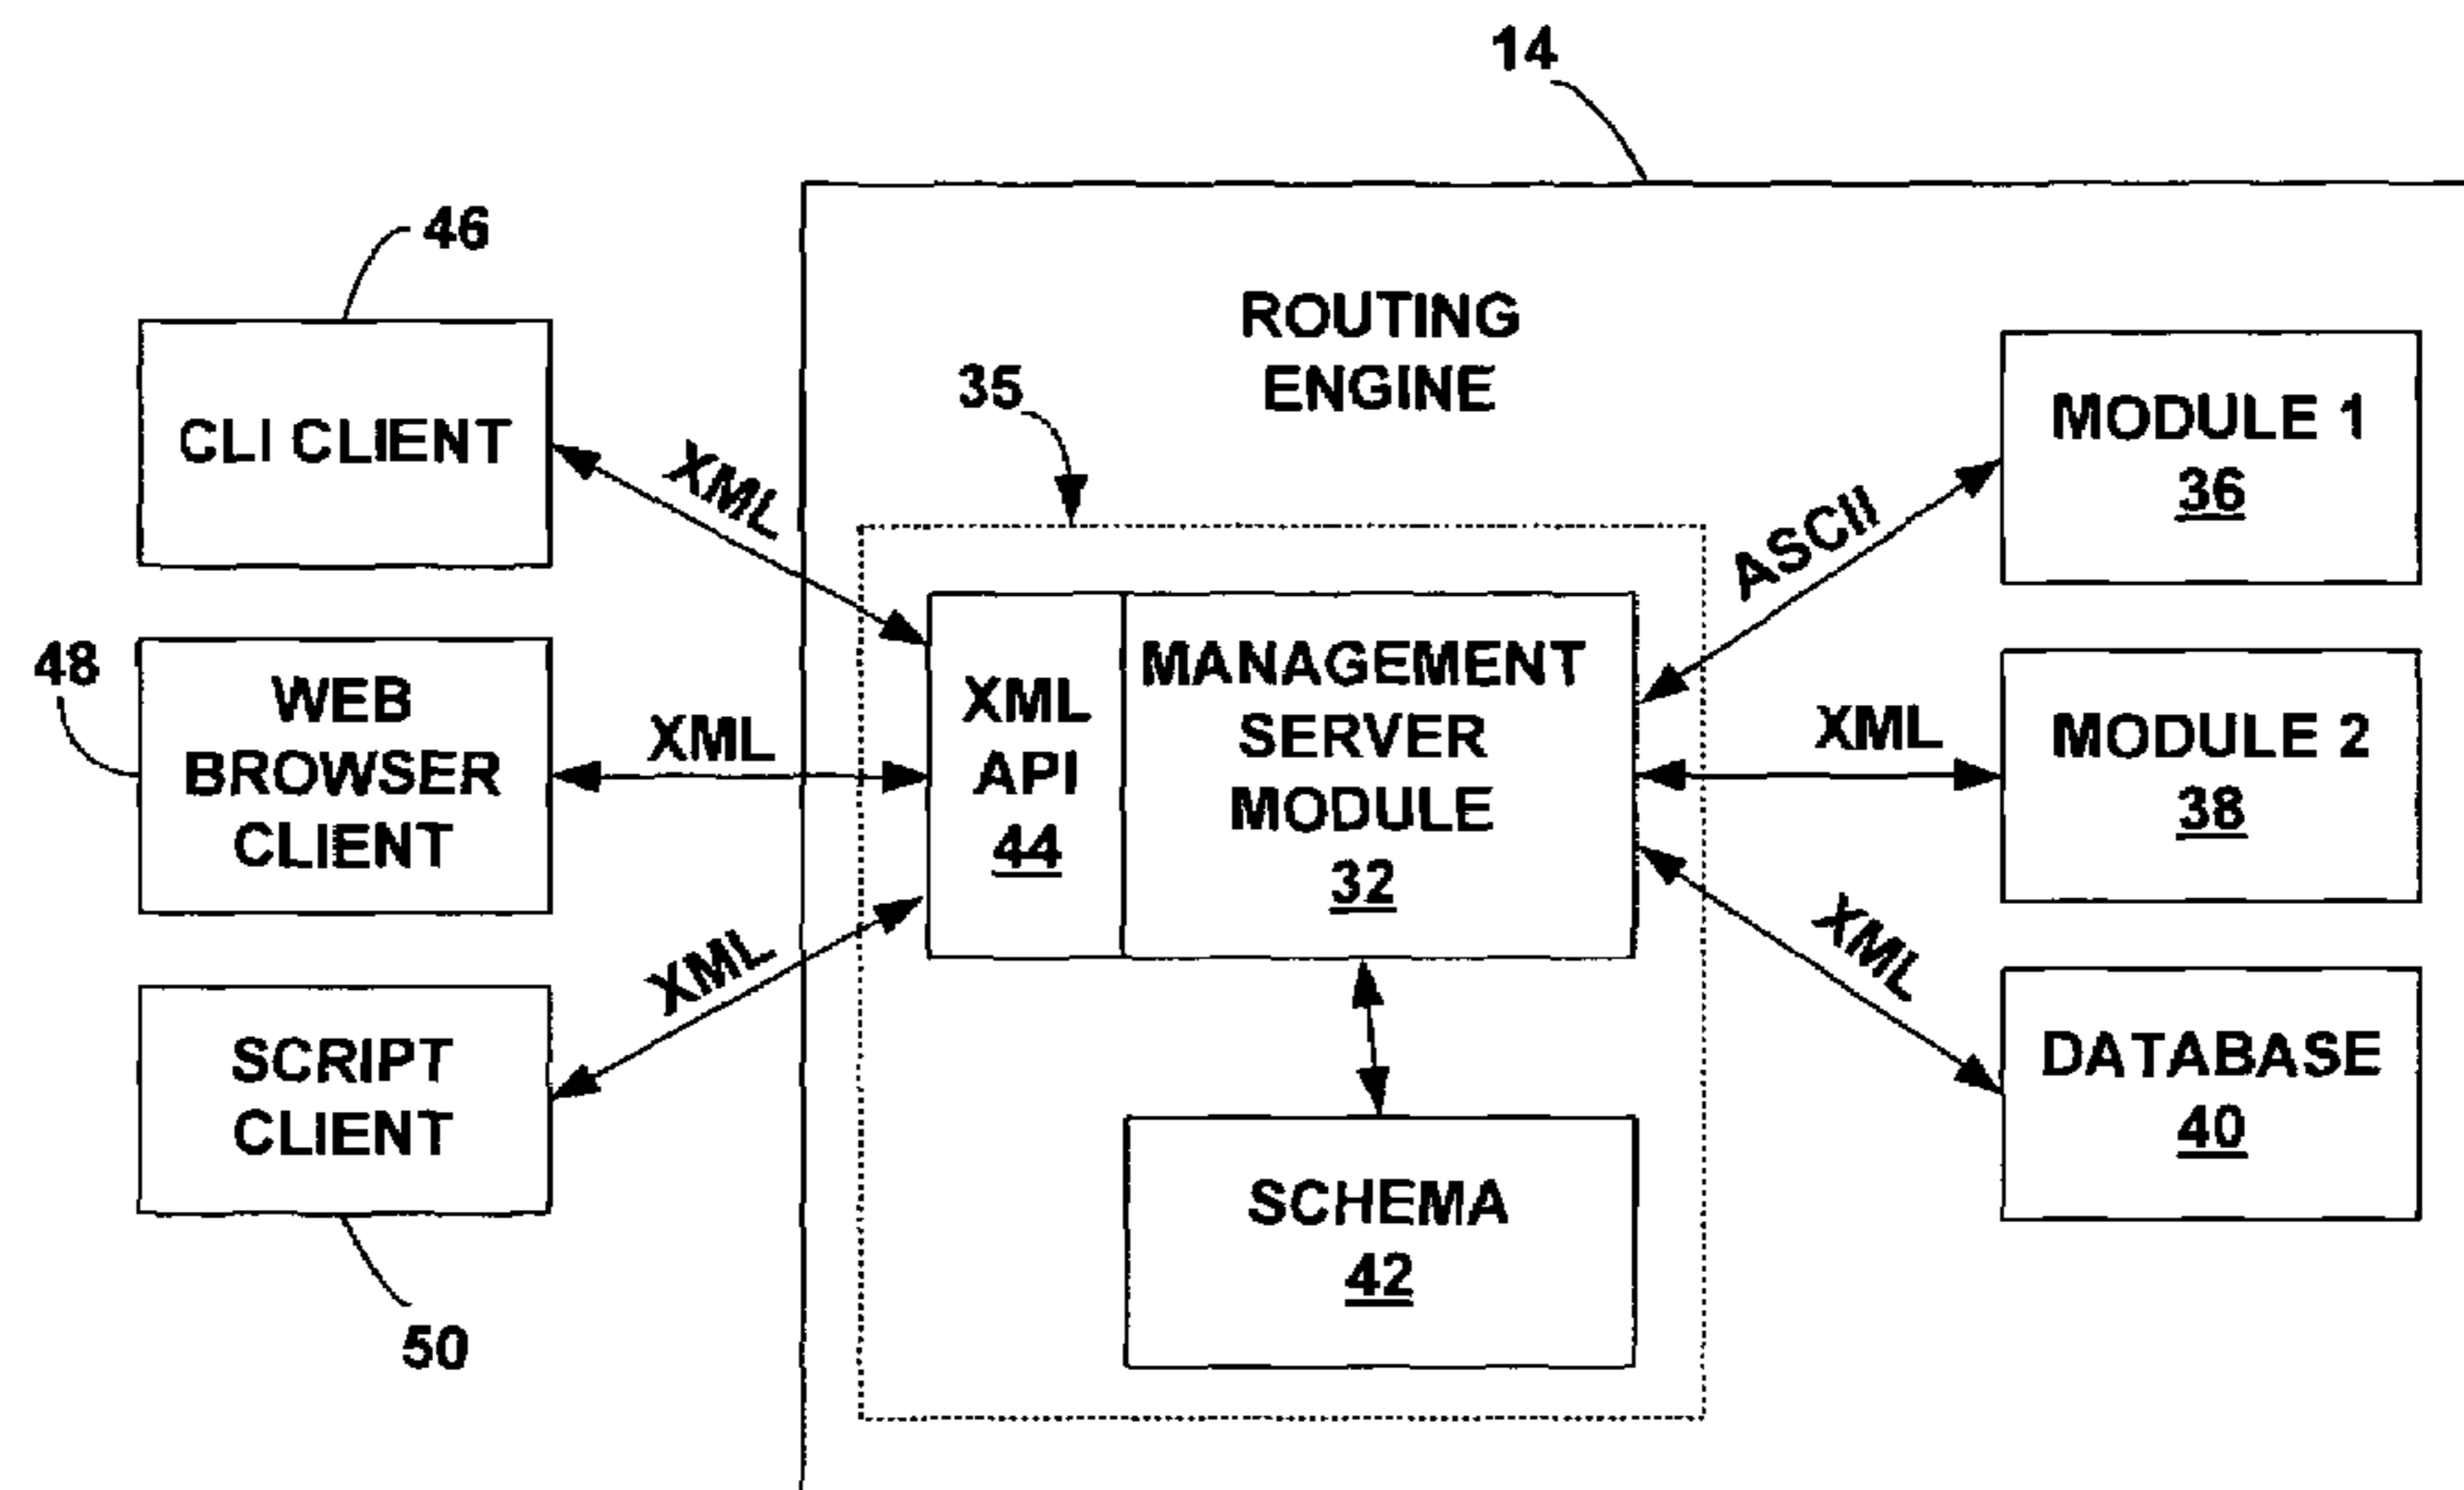 14
46
ROUTING
ENGINE
35
CLI CLIENT
XML
MODULE 1
36
ASCII
48
WEB
BROWSER
CLIENT
XML
XML
API
44
MANAGEMENT
SERVER
MODULE
32
XML
MODULE 2
38
XML
SCRIPT
CLIENT
50
XML
DATABASE
40
SCHEMA
42